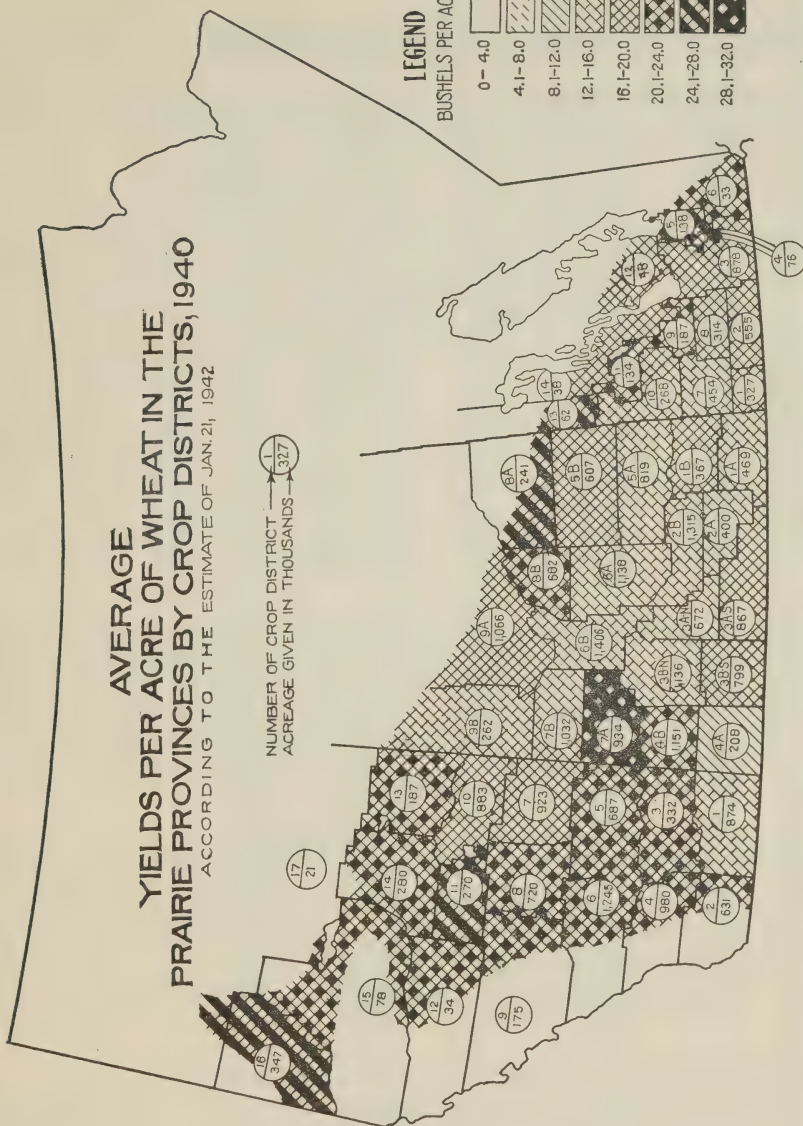 AVERAGE
YIELDS PER ACRE OF WHEAT IN THE
PRAIRIE PROVINCES BY CROP DISTRICTS, 1940
ACCORDING TO THE ESTIMATE OF JAN. 21, 1942
NUMBER OF CROP DISTRICT
ACREAGE GIVEN IN THOUSANDS
1
327
LEGEND
BUSHELS PER AC
0 - 4.0
4.1 - 8.0
8.1 - 12.0
12.1 - 16.0
16.1 - 20.0
20.1 - 24.0
24.1 - 28.0
28.1 - 32.0
16
347
17
21
15
78
14
280
13
187
12
34
11
270
10
883
9
175
8
720
7
923
6
1,245
5
687
4
980
3
332
2
631
1
874
9B
262
9A
1,066
8B
682
8A
241
7B
1,032
7A
934
6B
1,406
6A
1,138
5B
607
5A
819
4B
1,151
4A
208
3BN
1,136
3BS
799
3AN
672
3AS
867
2B
1,315
2A
400
1B
367
1A
469
14
38
13
62
12
48
11
134
10
268
9
187
8
314
7
454
6
33
5
138
4
76
3
878
2
555
1
327